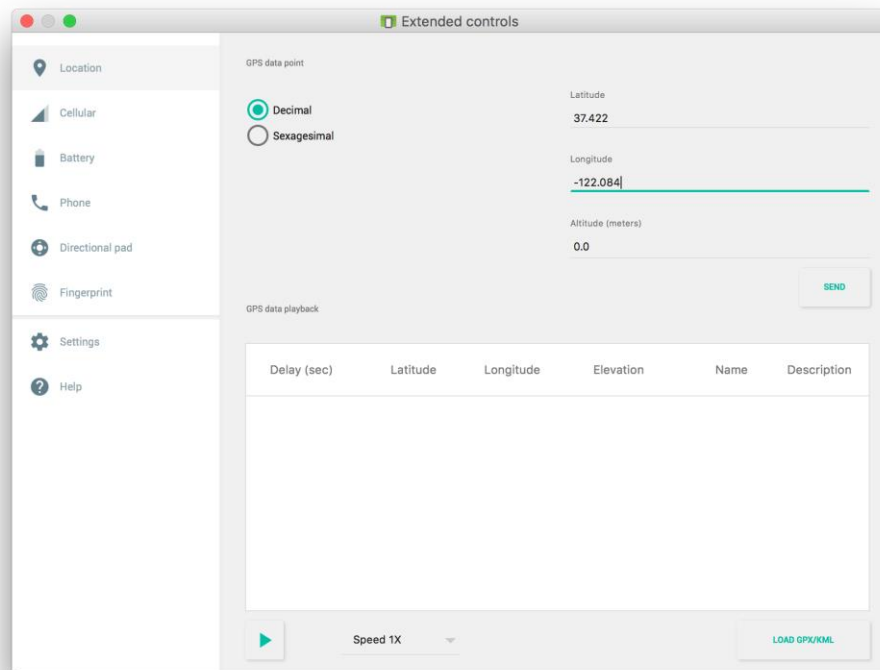 Extended controls
Location
Cellular
Battery
Phone
Directional pad
Fingerprint
Settings
Help
GPS data point
Decimal
Sexagesimal
Latitude
37.422
Longitude
-122.084
Altitude (meters)
0.0
SEND
GPS data playback
Delay (sec) Latitude Longitude Elevation Name Description
Speed 1X
LOAD GPX/KML